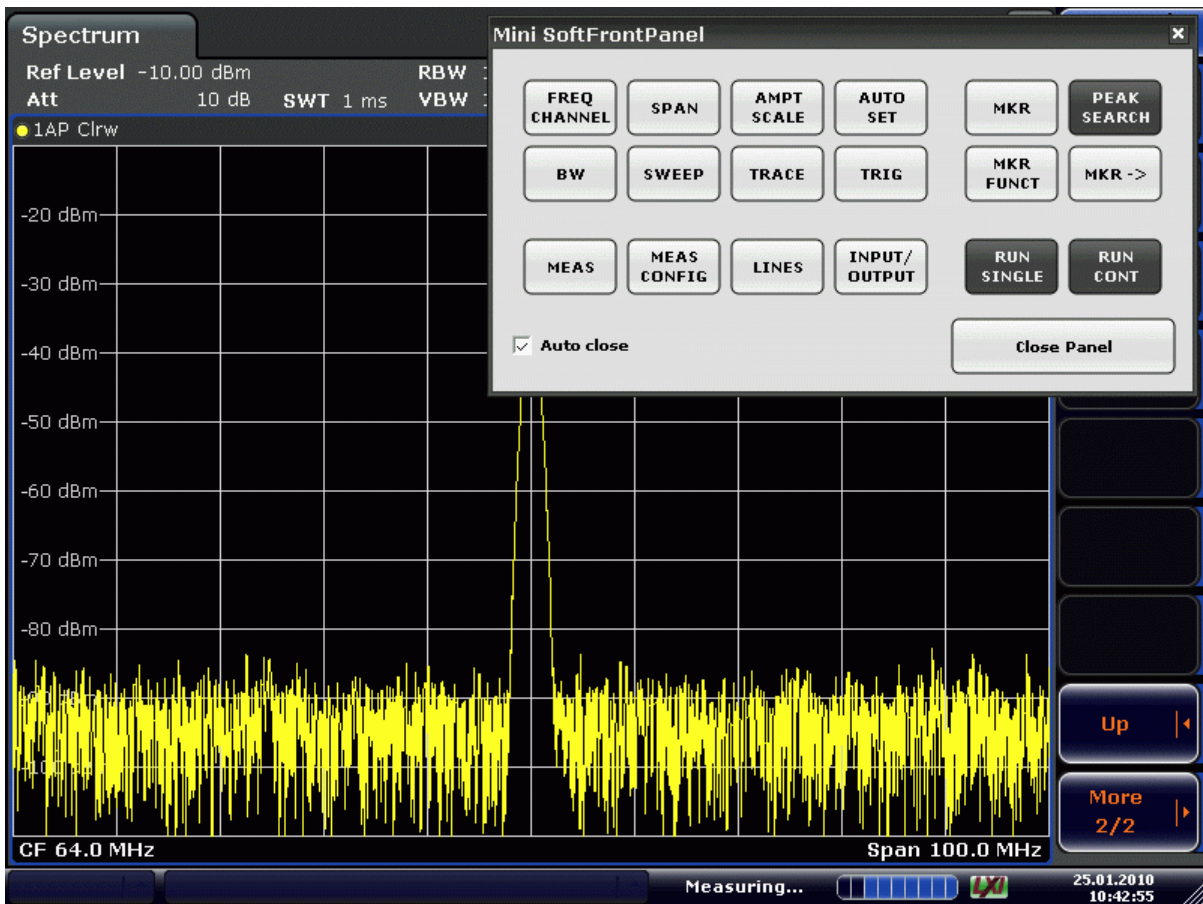 Spectrum
Ref Level -10.00 dBm
RBW
Att 10 dB SWT 1 ms VBW
1AP Clrw
-20 dBm
-30 dBm
-40 dBm
-50 dBm
-60 dBm
-70 dBm
-80 dBm
CF 64.0 MHz
Span 100.0 MHz
Mini SoftFrontPanel
FREQ CHANNEL
SPAN
AMPT SCALE
AUTO SET
MKR
PEAK SEARCH
BW
SWEEP
TRACE
TRIG
MKR FUNCT
MKR ->
MEAS
MEAS CONFIG
LINES
INPUT/ OUTPUT
RUN SINGLE
RUN CONT
Auto close
Close Panel
Up
More
2/2
Measuring...
LXI
25.01.2010
10:42:55